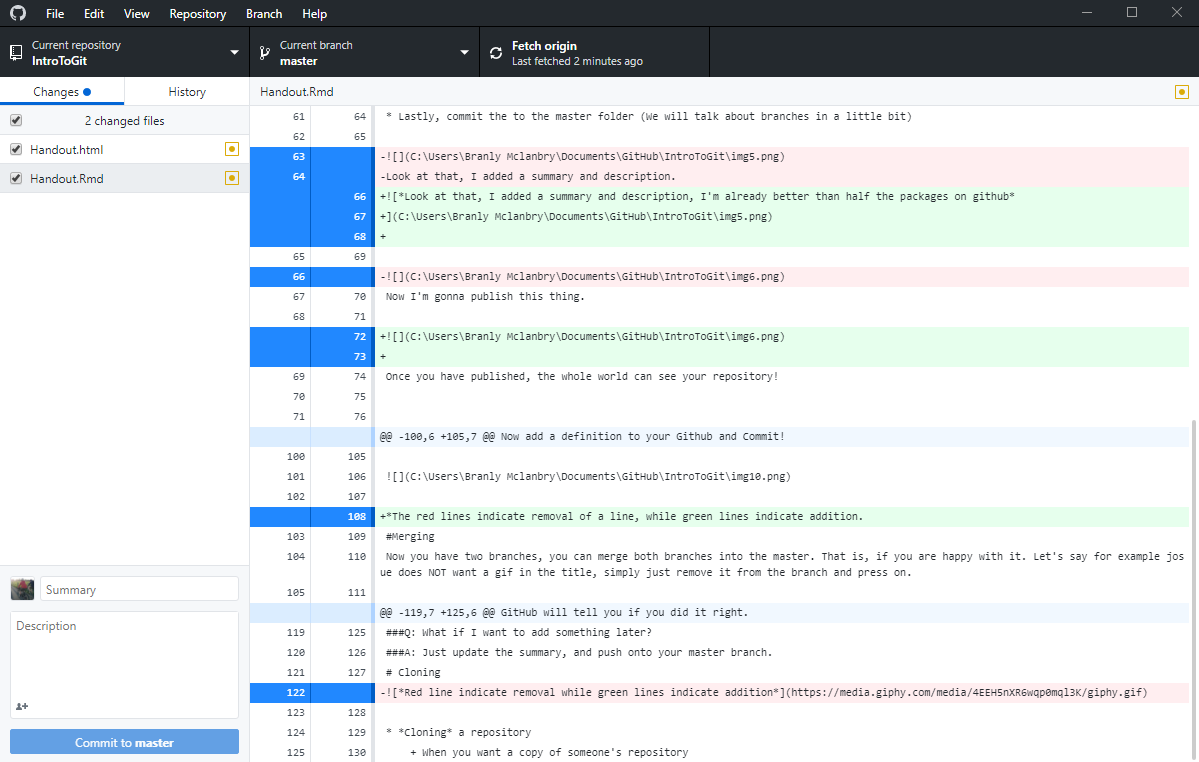 File Edit View Repository Branch Help
Current repository
IntroToGit
Current branch
master
Fetch origin
Last fetched 2 minutes ago
Changes
History
2 changed files
Handout.html
Handout.Rmd
Summary
Description
Commit to master
Handout.Rmd
61 64 * Lastly, commit the to the master folder (We will talk about branches in a little bit)
62 65
63 -![](C:\Users\Branly Mclanbry\Documents\GitHub\IntroToGit\img5.png)
64 -Look at that, I added a summary and description.
66 +![*Look at that, I added a summary and description, I'm already better than half the packages on github*
67 +](C:\Users\Branly Mclanbry\Documents\GitHub\IntroToGit\img5.png)
68 +
65 69
66 -![](C:\Users\Branly Mclanbry\Documents\GitHub\IntroToGit\img6.png)
67 70 Now I'm gonna publish this thing.
68 71
72 +![](C:\Users\Branly Mclanbry\Documents\GitHub\IntroToGit\img6.png)
73 +
69 74 Once you have published, the whole world can see your repository!
70 75
71 76
@@ -100,6 +105,7 @@ Now add a definition to your Github and Commit!
100 105
101 106 ![](C:\Users\Branly Mclanbry\Documents\GitHub\IntroToGit\img10.png)
102 107
108 +*The red lines indicate removal of a line, while green lines indicate addition.
103 109 #Merging
104 110 Now you have two branches, you can merge both branches into the master. That is, if you are happy with it. Let's say for example jos
ue does NOT want a gif in the title, simply just remove it from the branch and press on.
105 111
@@ -119,7 +125,6 @@ GitHub will tell you if you did it right.
119 125 ###Q: What if I want to add something later?
120 126 ###A: Just update the summary, and push onto your master branch.
121 127 # Cloning
122 -![*Red line indicate removal while green lines indicate addition*](https://media.giphy.com/media/4EEH5nXR6wqp0mql3K/giphy.gif)
123 128
124 129 * *Cloning* a repository
125 130 + When you want a copy of someone's repository